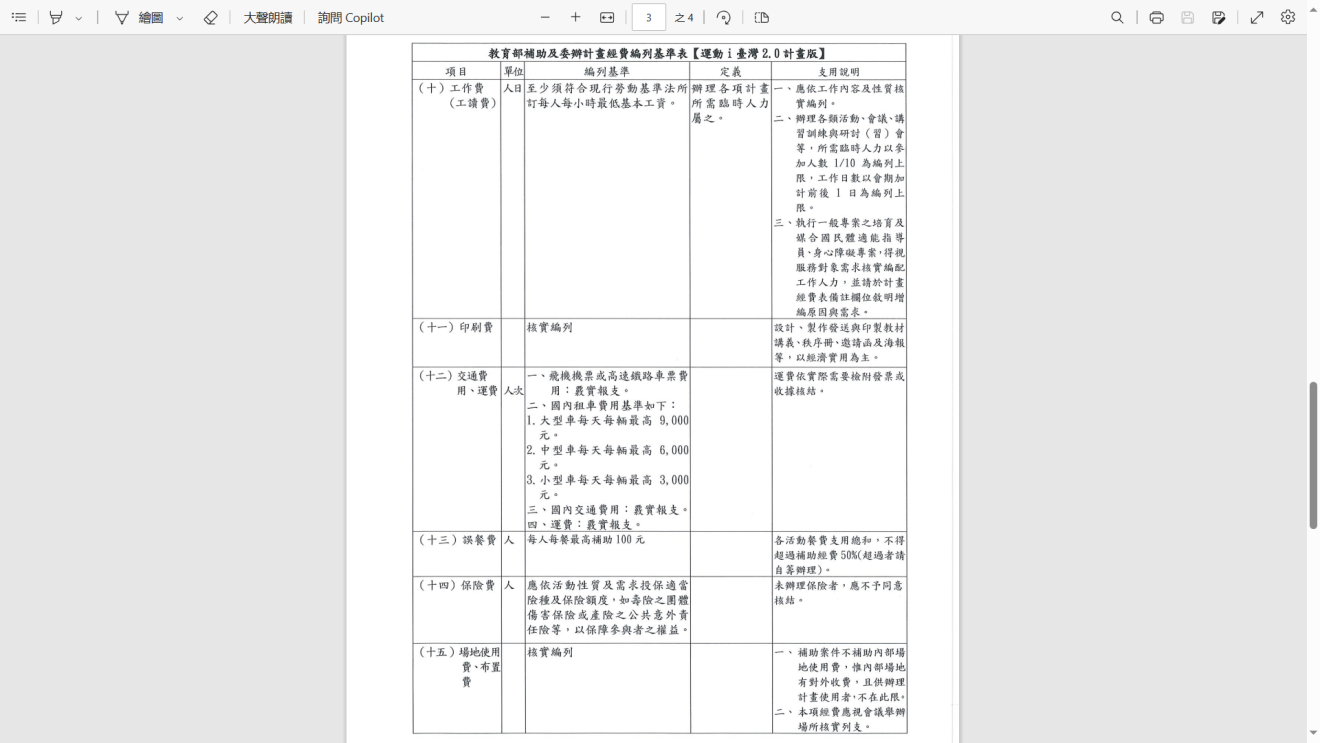 繪圖
大聲朗讀
詢問 Copilot
3
之 4
教育部補助及委辦計畫經費編列基準表【運動 i 臺灣 2.0 計畫版】
項目 單位 編列基準 定義 支用說明
(十) 工作費
(工讀費)
人日
至少須符合現行勞動基準法所
訂每人每小時最低基本工資。
辦理各項計畫
所需臨時人力
屬之。
一、應依工作內容及性質核
實編列。
二、辦理各類活動、會議、講
習訓練與研討(習)會
等,所需臨時人力以參
加人數 1/10 為編列上
限,工作日數以會期加
計前後 1 日為編列上
限。
三、執行一般專案之培育及
媒合國民體適能指導
員、身心障礙專案,得視
服務對象需求核實編配
工作人力,並請於計畫
經費表備註欄位敘明增
編原因與需求。
(十一) 印刷費
核實編列
設計、製作發送與印製教材
講義、秩序冊、邀請函及海報
等,以經濟實用為主。
(十二) 交通費
用、運費
人次
一、飛機機票或高速鐵路車票費
用:覈實報支。
二、國內租車費用基準如下:
1. 大型車每天每輛最高 9,000
元。
2. 中型車每天每輛最高 6,000
元。
3. 小型車每天每輛最高 3,000
元。
三、國內交通費用:覈實報支。
四、運費:覈實報支。
運費依實際需要檢附發票或
收據核結。
(十三) 誤餐費
人
每人每餐最高補助 100 元
各活動餐費支用總和,不得
超過補助經費 50%(超過者請
自籌辦理)。
(十四) 保險費
人
應依活動性質及需求投保適當
險種及保險額度,如壽險之團體
傷害保險或產險之公共意外責
任險等,以保障參與者之權益。
未辦理保險者,應不予同意
核結。
(十五) 場地使用
費、布置
費
核實編列
一、補助案件不補助內部場
地使用費,惟內部場地
有對外收費,且供辦理
計畫使用者,不在此限。
二、本項經費應視會議舉辦
場所核實列支。